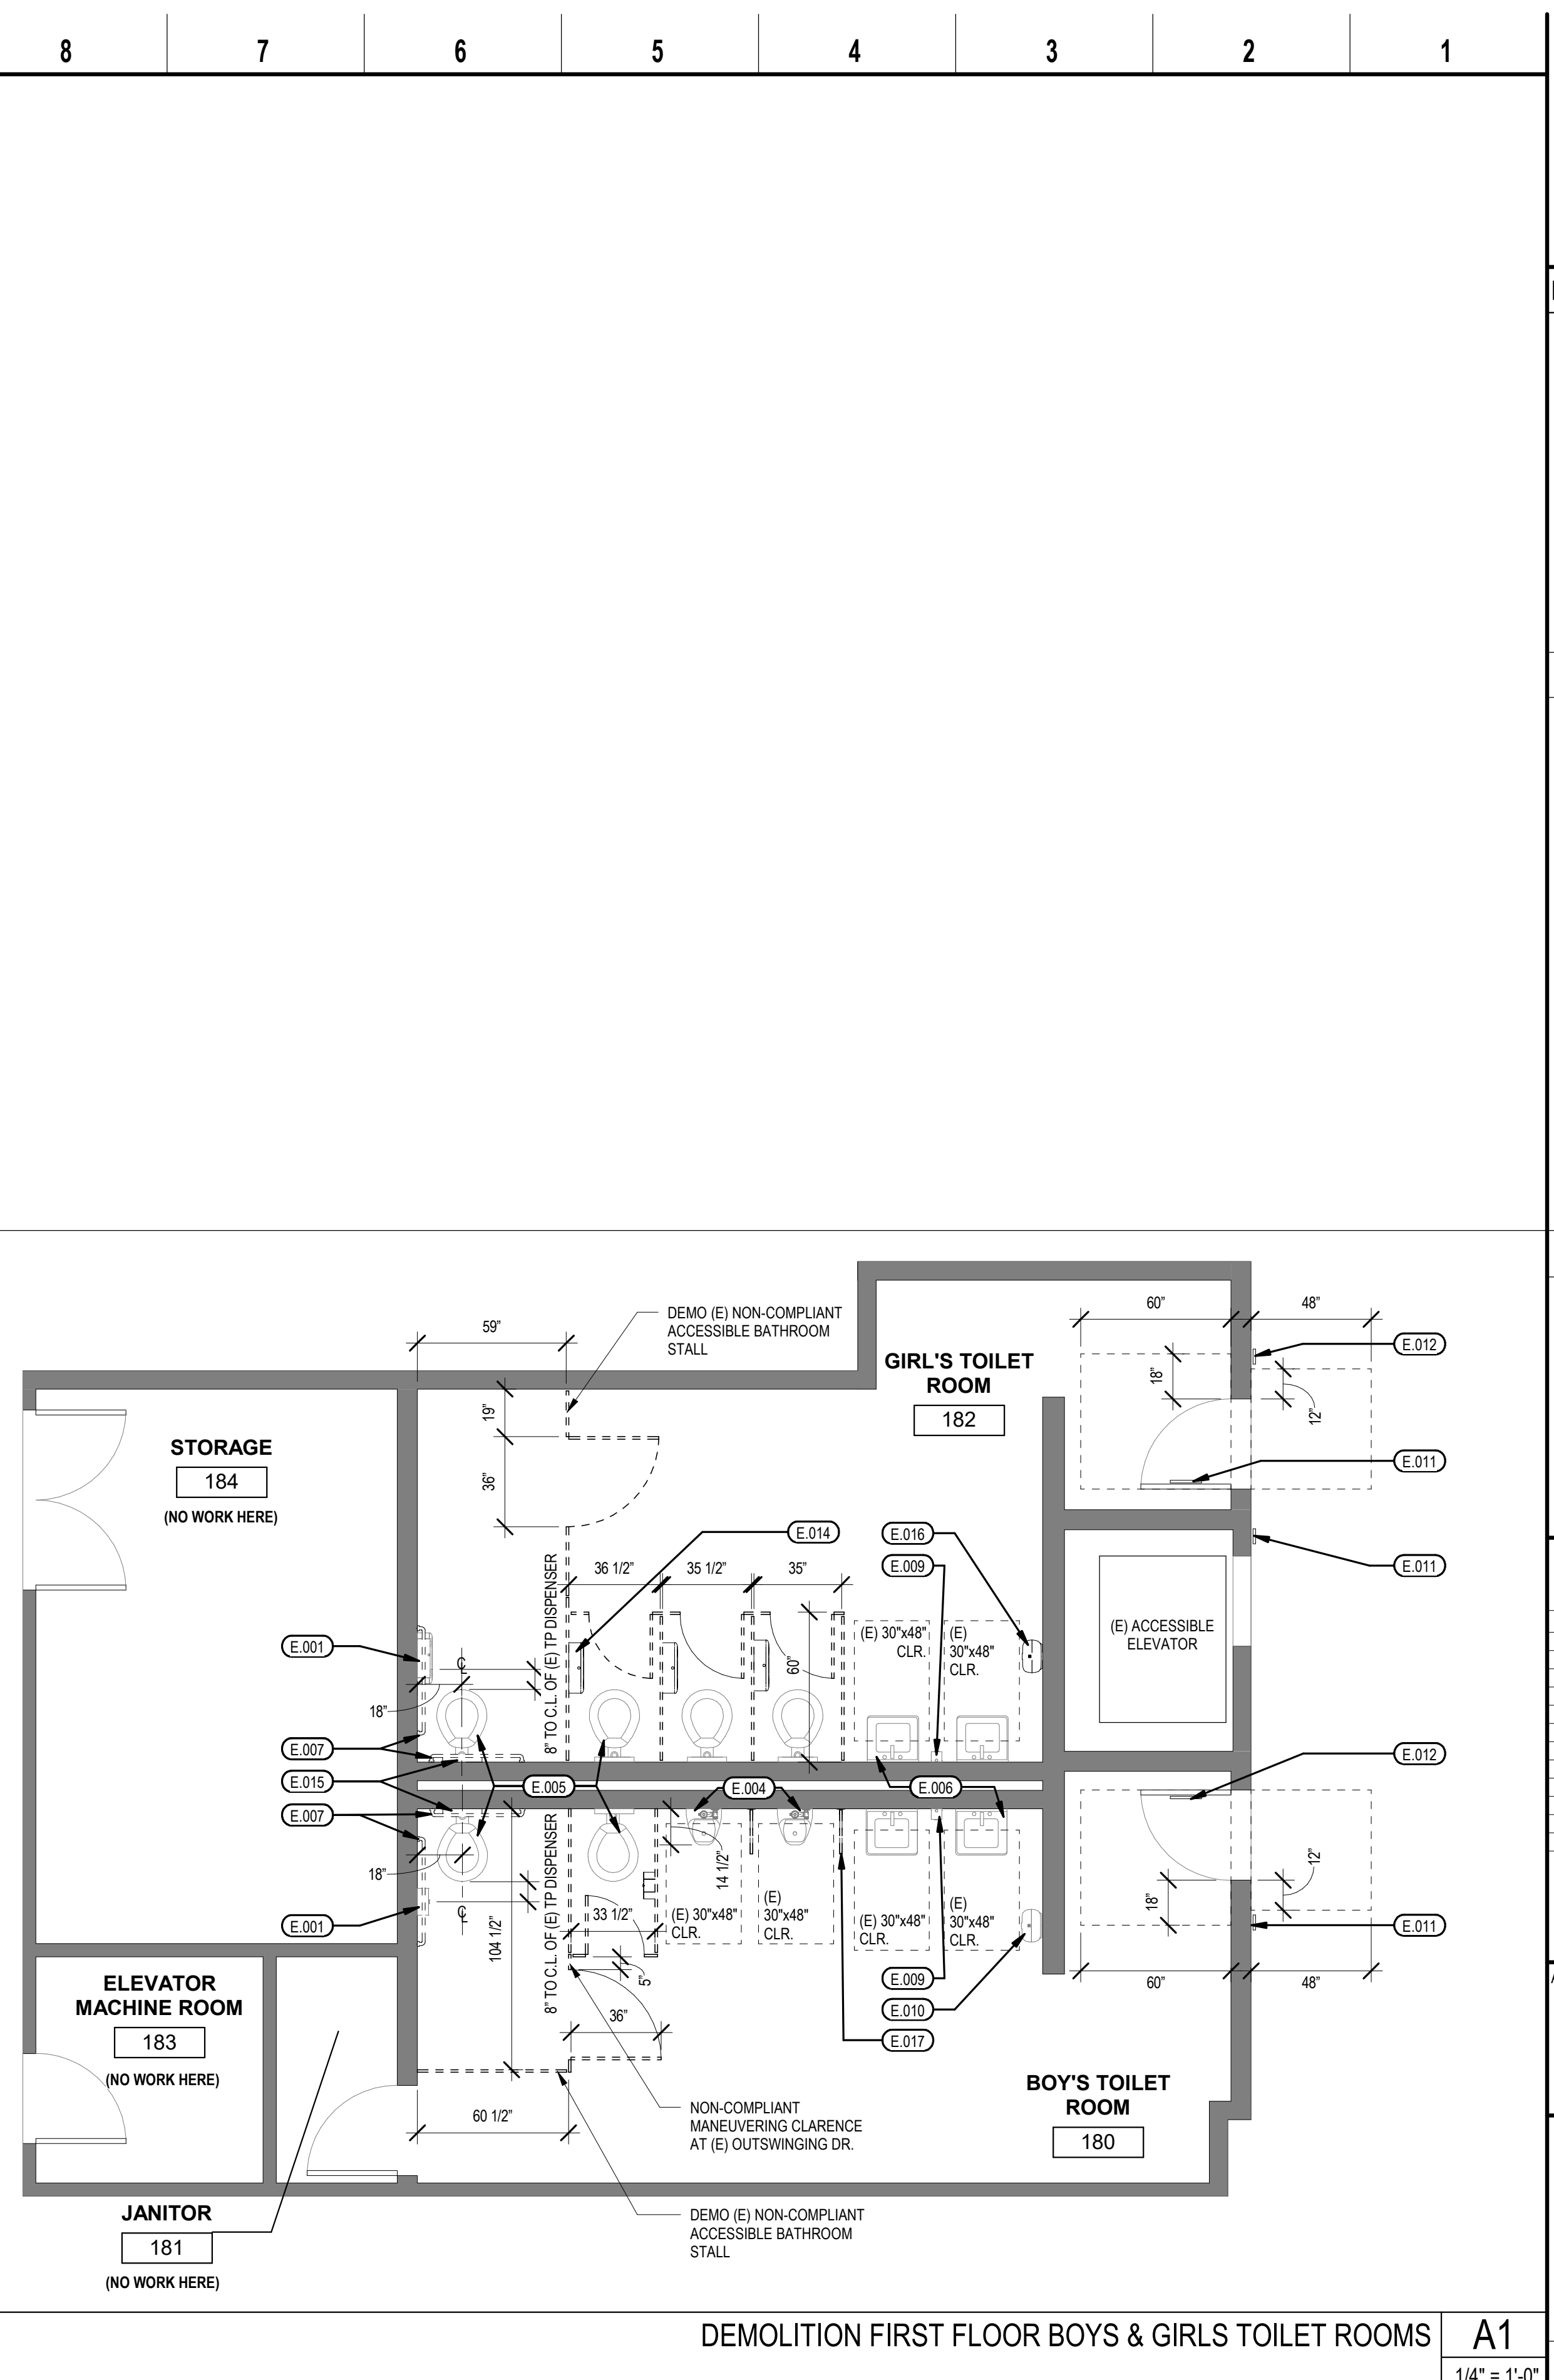 8 7 6 5 4 3 2 1
59”
DEMO (E) NON-COMPLIANT
ACCESSIBLE BATHROOM
STALL
60”
48”
E.012
GIRL'S TOILET
ROOM
182
18”
12”
19”
36”
STORAGE
184
(NO WORK HERE)
E.011
E.014
E.016
E.009
E.011
36 1/2”
35 1/2”
35”
8” TO C.L. OF (E) TP DISPENSER
60”
(E) 30"x48"
CLR.
(E)
30"x48"
CLR.
(E) ACCESSIBLE
ELEVATOR
E.001
CL
18”
E.007
E.015
E.007
E.005
E.004
E.006
E.012
18”
CL
E.001
104 1/2”
8” TO C.L. OF (E) TP DISPENSER
33 1/2”
14 1/2”
(E) 30"x48"
CLR.
(E)
30"x48"
CLR.
(E) 30"x48"
CLR.
(E)
30"x48"
CLR.
18”
12”
E.011
5”
36”
60”
48”
E.009
E.010
E.017
ELEVATOR
MACHINE ROOM
183
(NO WORK HERE)
60 1/2”
NON-COMPLIANT
MANEUVERING CLARENCE
AT (E) OUTSWINGING DR.
BOY'S TOILET
ROOM
180
JANITOR
181
(NO WORK HERE)
DEMO (E) NON-COMPLIANT
ACCESSIBLE BATHROOM
STALL
DEMOLITION FIRST FLOOR BOYS & GIRLS TOILET ROOMS
A1
1/4" = 1'-0"